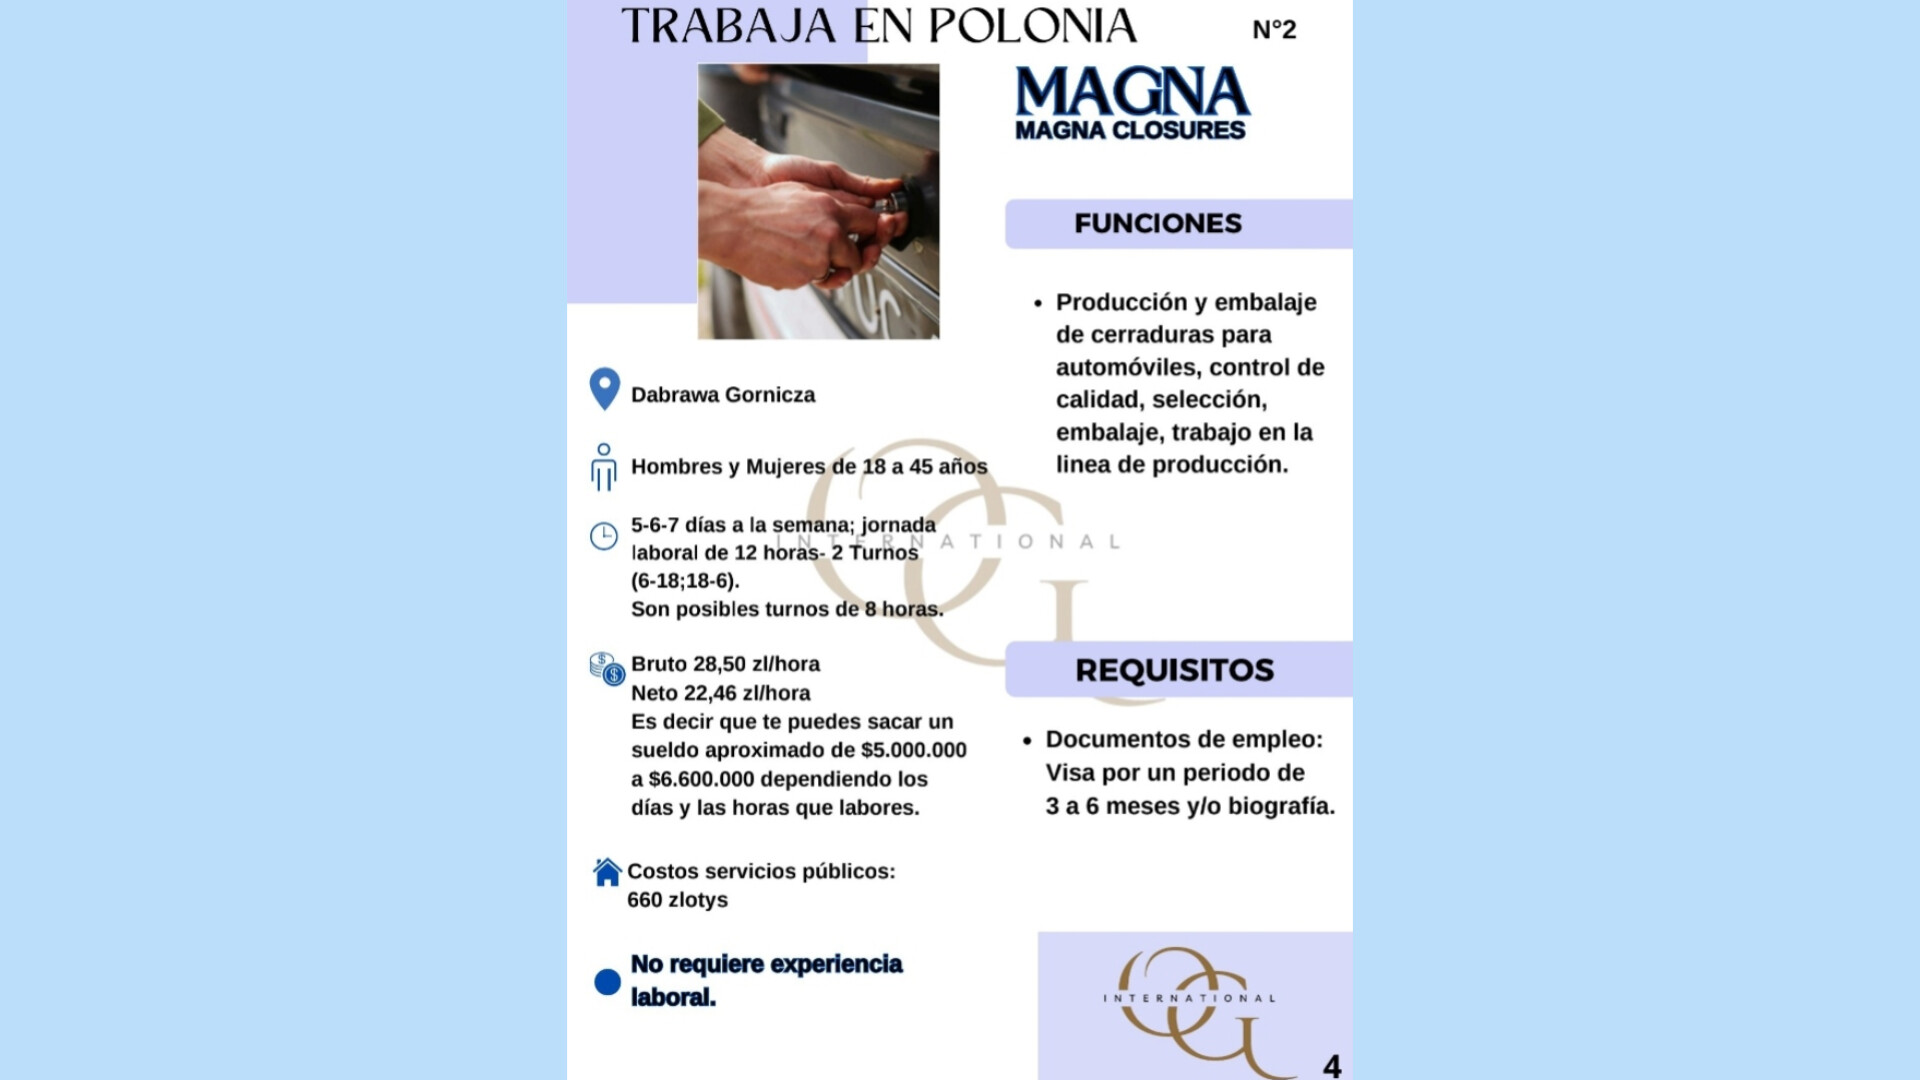 TRABAJA EN POLONIA
N°2
MAGNA
MAGNA CLOSURES
FUNCIONES
• Producción y embalaje
de cerraduras para
automóviles, control de
calidad, selección,
embalaje, trabajo en la
linea de producción.
Dabrawa Gornicza
Hombres y Mujeres de 18 a 45 años
5-6-7 días a la semana; jornada
laboral de 12 horas- 2 Turnos
(6-18;18-6).
Son posibles turnos de 8 horas.
INTERNATIONAL
OGL
Bruto 28,50 zl/hora
Neto 22,46 zl/hora
Es decir que te puedes sacar un
sueldo aproximado de $5.000.000
a $6.600.000 dependiendo los
días y las horas que labores.
Costos servicios públicos:
660 zlotys
No requiere experiencia
laboral.
REQUISITOS
• Documentos de empleo:
Visa por un periodo de
3 a 6 meses y/o biografía.
OGL
INTERNATIONAL
4